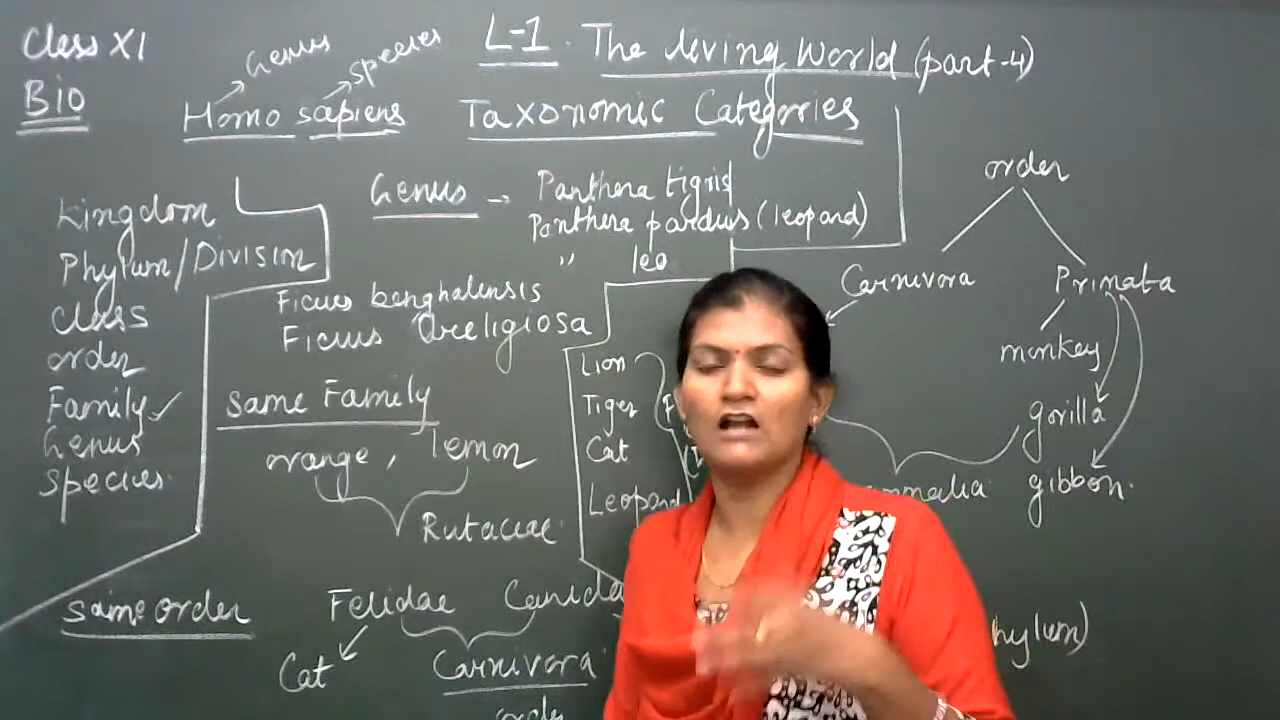 Class XI
Bio
Genus
species
Homo sapiens
L-1. The living World (part-4)
Taxonomic Categories
Kingdom
Phylum/Division
class
order
Family ✓
Genus
species
Genus - Panthera tigris
Panthera pardus (leopard)
" leo
Ficus benghalensis
Ficus religiosa
same Family
orange, lemon
Rutaceae
same order
Felidae
Cat
Carnivora
order
Lion
Tiger
Cat
Leopard
order
Carnivora
Primata
monkey
gorilla
gibbon